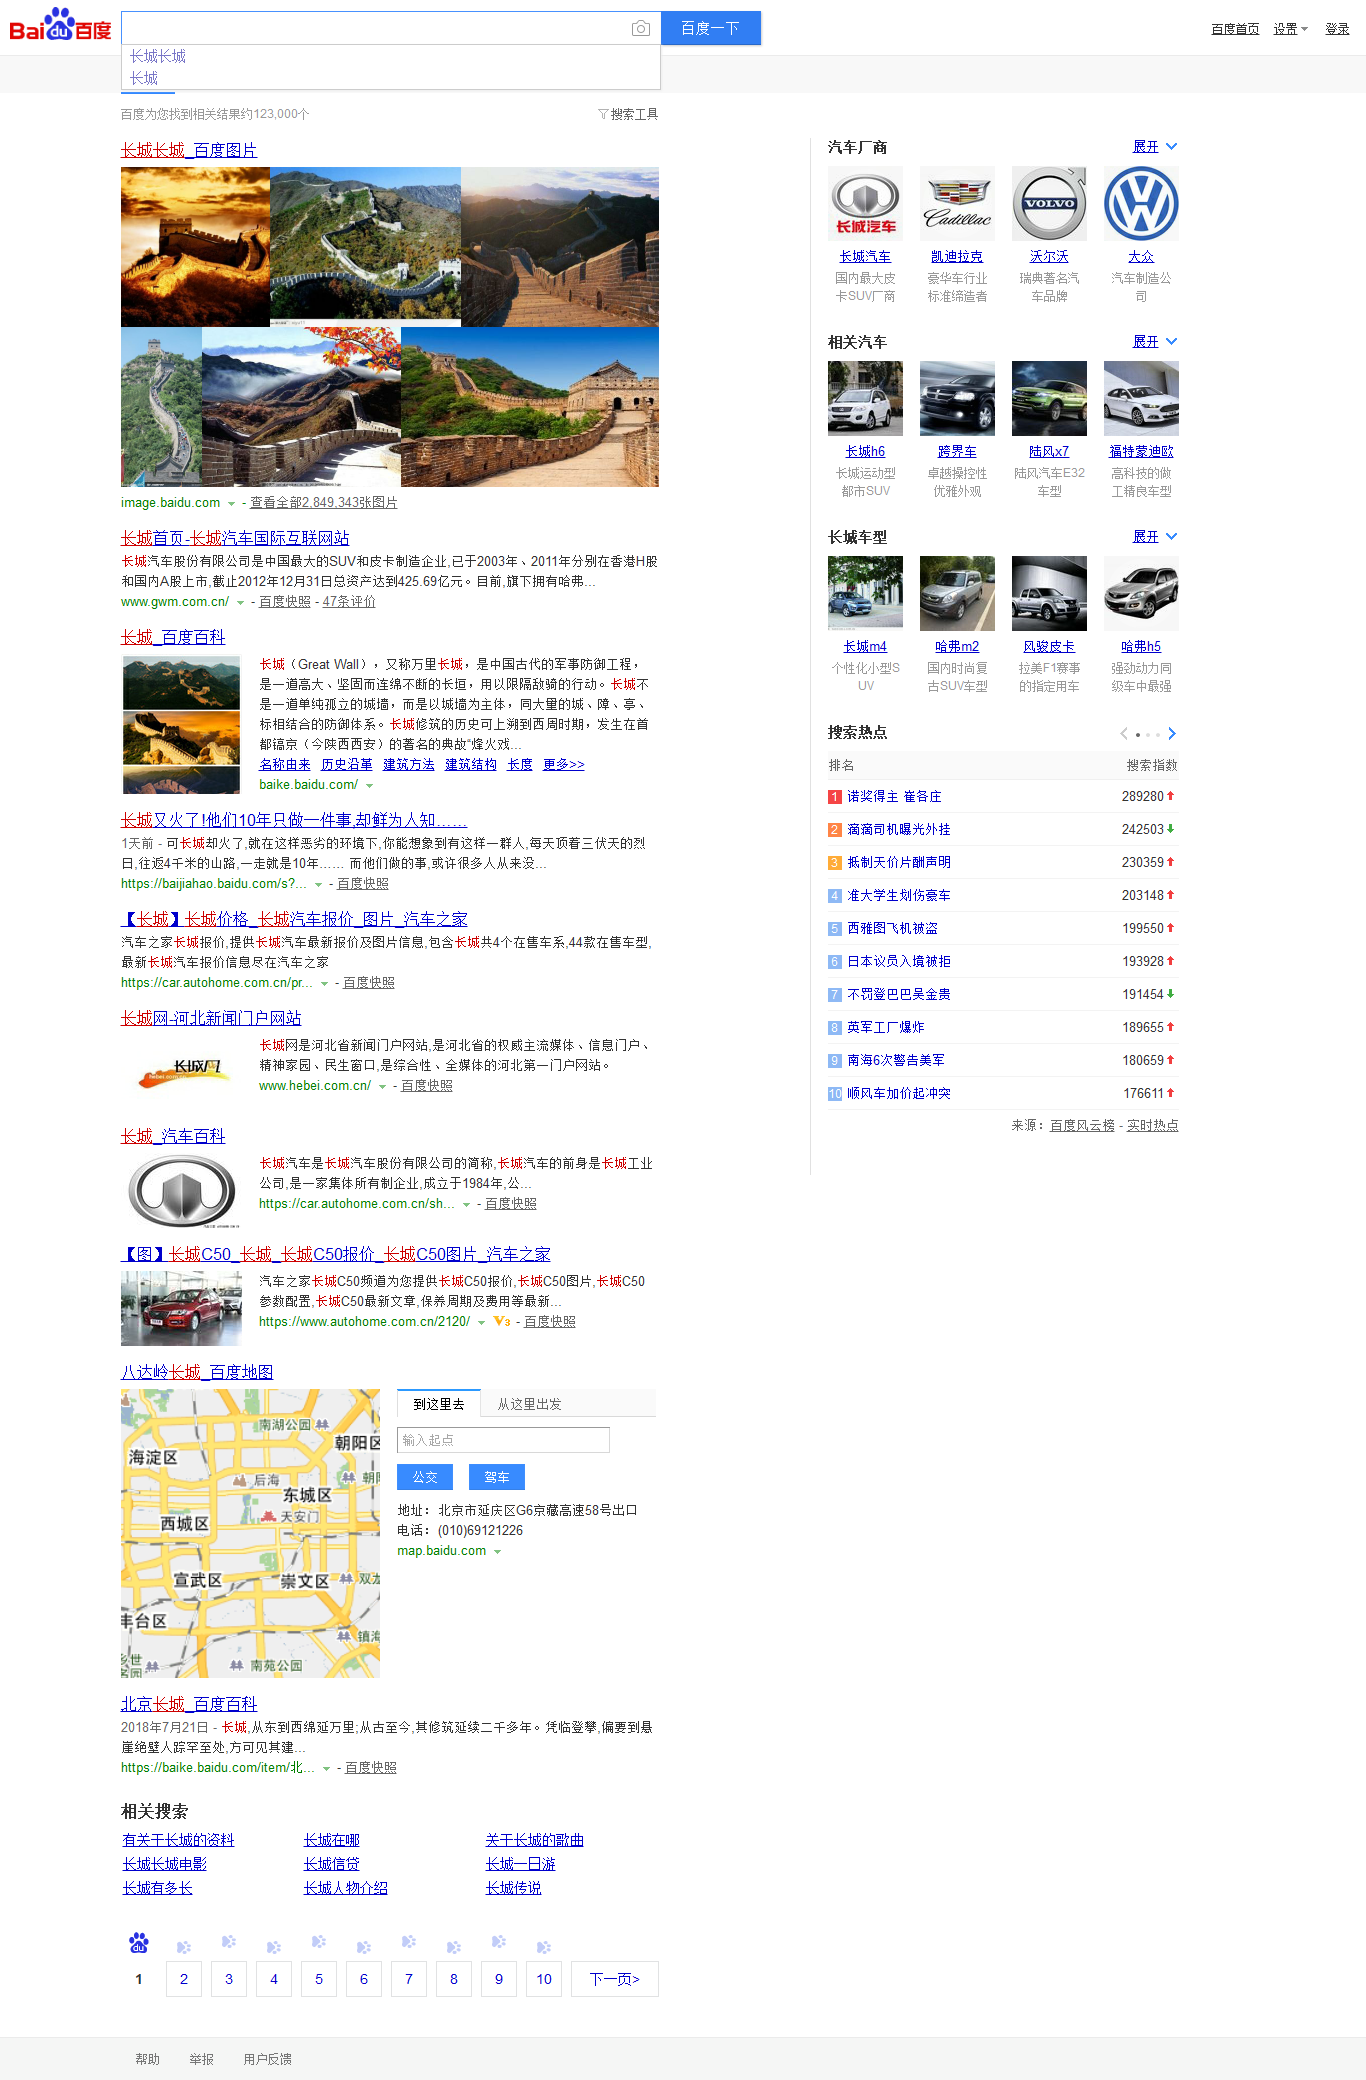 Bai du 百度
百度一下
百度首页 设置 登录
长城长城
长城
百度为您找到相关结果约123,000个
搜索工具
长城长城_百度图片
image.baidu.com - 查看全部2,849,343张图片
长城首页-长城汽车国际互联网站
长城汽车股份有限公司是中国最大的SUV和皮卡制造企业,已于2003年、2011年分别在香港H股
和国内A股上市,截止2012年12月31日总资产达到425.69亿元。目前,旗下拥有哈弗...
www.gwm.com.cn/ - 百度快照 - 47条评价
长城_百度百科
长城（Great Wall），又称万里长城，是中国古代的军事防御工程，
是一道高大、坚固而连绵不断的长垣，用以限隔敌骑的行动。长城不
是一道单纯孤立的城墙，而是以城墙为主体，同大量的城、障、亭、
标相结合的防御体系。长城修筑的历史可上溯到西周时期，发生在首
都镐京（今陕西西安）的著名的典故“烽火戏...
名称由来 历史沿革 建筑方法 建筑结构 长度 更多>>
baike.baidu.com/
长城又火了!他们10年只做一件事,却鲜为人知……
1天前 - 可长城却火了,就在这样恶劣的环境下,你能想象到有这样一群人,每天顶着三伏天的烈
日,往返4千米的山路,一走就是10年…… 而他们做的事,或许很多人从来没...
https://baijiahao.baidu.com/s?... - 百度快照
【长城】长城价格_长城汽车报价_图片_汽车之家
汽车之家长城报价,提供长城汽车最新报价及图片信息,包含长城共4个在售车系,44款在售车型,
最新长城汽车报价信息尽在汽车之家
https://car.autohome.com.cn/pr... - 百度快照
长城网-河北新闻门户网站
长城网
hebei.com.cn
长城网是河北省新闻门户网站,是河北省的权威主流媒体、信息门户、
精神家园、民生窗口,是综合性、全媒体的河北第一门户网站。
www.hebei.com.cn/ - 百度快照
长城_汽车百科
长城汽车是长城汽车股份有限公司的简称,长城汽车的前身是长城工业
公司,是一家集体所有制企业,成立于1984年,公...
https://car.autohome.com.cn/sh... - 百度快照
【图】长城C50_长城_长城C50报价_长城C50图片_汽车之家
汽车之家长城C50频道为您提供长城C50报价,长城C50图片,长城C50
参数配置,长城C50最新文章,保养周期及费用等最新...
https://www.autohome.com.cn/2120/ V3 - 百度快照
八达岭长城_百度地图
南湖公园
朝阳区
海淀区
后海
朝阳
东城区
天安门
西城区
宣武区
崇文区
双龙
丰台区
镇海
世
名
南苑公园
到这里去 从这里出发
输入起点
公交 驾车
地址：北京市延庆区G6京藏高速58号出口
电话：(010)69121226
map.baidu.com
北京长城_百度百科
2018年7月21日 - 长城,从东到西绵延万里;从古至今,其修筑延续二千多年。凭临登攀,偏要到悬
崖绝壁人踪罕至处,方可见其建...
https://baike.baidu.com/item/北... - 百度快照
相关搜索
有关于长城的资料 长城在哪 关于长城的歌曲
长城长城电影 长城信贷 长城一日游
长城有多长 长城人物介绍 长城传说
du
1 2 3 4 5 6 7 8 9 10 下一页>
汽车厂商 展开
长城汽车 Cadillac VOLVO
长城汽车 凯迪拉克 沃尔沃 大众
国内最大皮 豪华车行业 瑞典著名汽 汽车制造公
卡SUV厂商 标准缔造者 车品牌 司
相关汽车 展开
长城h6 跨界车 陆风x7 福特蒙迪欧
长城运动型 卓越操控性 陆风汽车E32 高科技的做
都市SUV 优雅外观 车型 工精良车型
长城车型 展开
长城m4 哈弗m2 风骏皮卡 哈弗h5
个性化小型S 国内时尚复 拉美F1赛事 强劲动力同
UV 古SUV车型 的指定用车 级车中最强
搜索热点
排名 搜索指数
1 诺奖得主 崔各庄 289280
2 滴滴司机曝光外挂 242503
3 抵制天价片酬声明 230359
4 准大学生划伤豪车 203148
5 西雅图飞机被盗 199550
6 日本议员入境被拒 193928
7 不罚登巴巴吴金贵 191454
8 英军工厂爆炸 189655
9 南海6次警告美军 180659
10 顺风车加价起冲突 176611
来源：百度风云榜 - 实时热点
帮助 举报 用户反馈